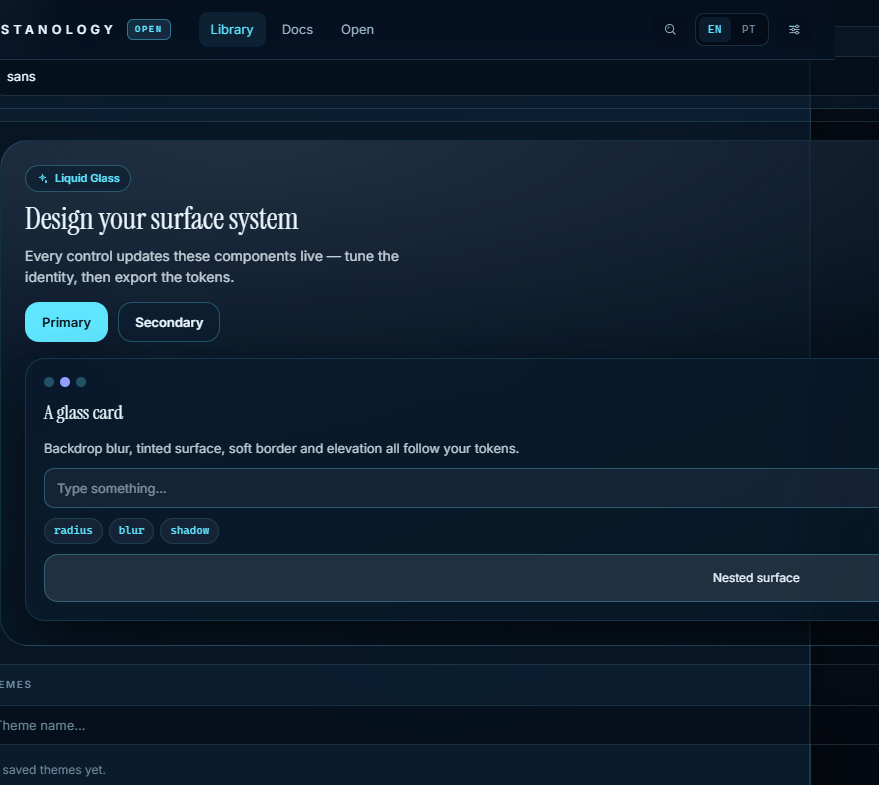 STANOLOGY OPEN Library Docs Open EN PT
sans
Liquid Glass
Design your surface system
Every control updates these components live — tune the
identity, then export the tokens.
Primary Secondary
A glass card
Backdrop blur, tinted surface, soft border and elevation all follow your tokens.
Type something...
radius blur shadow
Nested surface
EMES
Theme name...
saved themes yet.